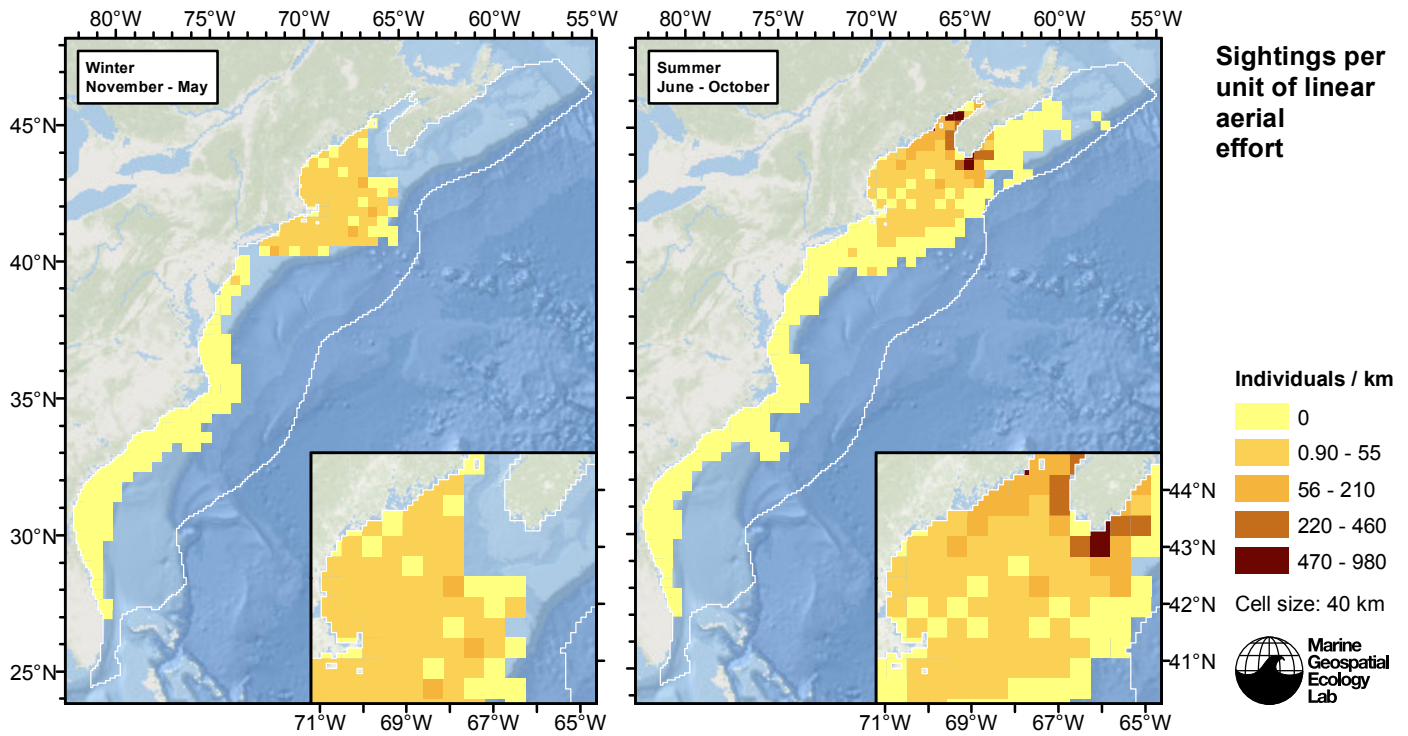 80°W 75°W 70°W 65°W 55°W 80°W 75°W 70°W 65°W 60°W 55°W
Winter
November - May
Summer
June - October
Sightings per
unit of linear
aerial
effort
45°N
40°N
35°N
30°N
25°N
44°N
43°N
42°N
41°N
71°W 69°W 67°W 65°W 71°W 69°W 67°W 65°W
Individuals / km
0
0.90 - 55
56 - 210
220 - 460
470 - 980
Cell size: 40 km
Marine
Geospatial
Ecology
Lab